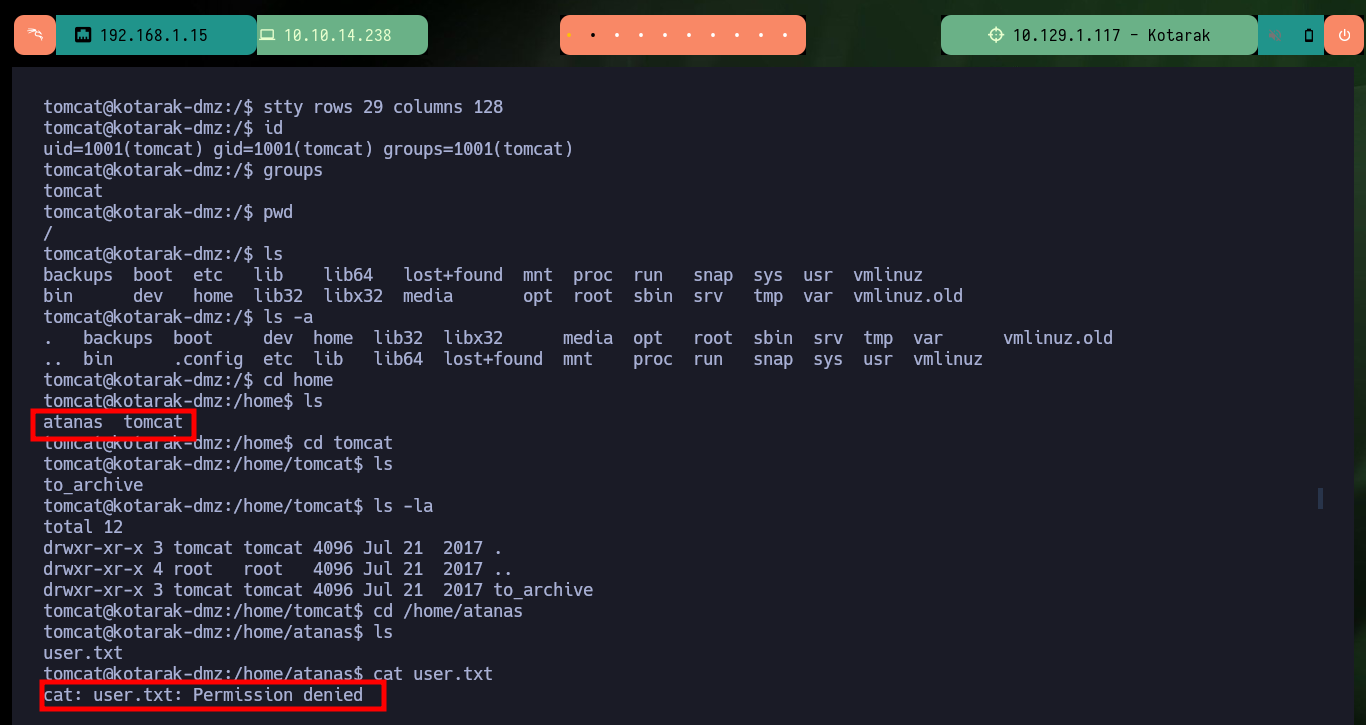 192.168.1.15 10.10.14.238 10.129.1.117 - Kotarak
tomcat@kotarak-dmz:/$ stty rows 29 columns 128
tomcat@kotarak-dmz:/$ id
uid=1001(tomcat) gid=1001(tomcat) groups=1001(tomcat)
tomcat@kotarak-dmz:/$ groups
tomcat
tomcat@kotarak-dmz:/$ pwd
/
tomcat@kotarak-dmz:/$ ls
backups  boot  etc   lib    lib64   lost+found  mnt  proc  run   snap  sys  usr  vmlinuz
bin      dev   home  lib32  libx32  media       opt  root  sbin  srv   tmp  var  vmlinuz.old
tomcat@kotarak-dmz:/$ ls -a
.   backups  boot     dev  home  lib32  libx32      media  opt   root  sbin  srv  tmp  var      vmlinuz.old
..  bin      .config  etc  lib   lib64  lost+found  mnt    proc  run   snap  sys  usr  vmlinuz
tomcat@kotarak-dmz:/$ cd home
tomcat@kotarak-dmz:/home$ ls
atanas  tomcat
tomcat@kotarak-dmz:/home$ cd tomcat
tomcat@kotarak-dmz:/home/tomcat$ ls
to_archive
tomcat@kotarak-dmz:/home/tomcat$ ls -la
total 12
drwxr-xr-x 3 tomcat tomcat 4096 Jul 21  2017 .
drwxr-xr-x 4 root   root   4096 Jul 21  2017 ..
drwxr-xr-x 3 tomcat tomcat 4096 Jul 21  2017 to_archive
tomcat@kotarak-dmz:/home/tomcat$ cd /home/atanas
tomcat@kotarak-dmz:/home/atanas$ ls
user.txt
tomcat@kotarak-dmz:/home/atanas$ cat user.txt
cat: user.txt: Permission denied